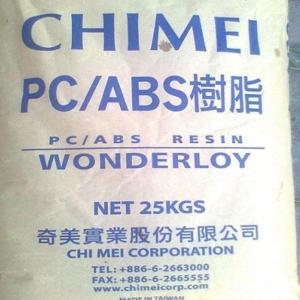 CHIMEI
PC/ABS樹脂
PC/ABS RESIN
WONDERLOY
NET 25KGS
奇美實業股份有限公司
CHI MEI CORPORATION
TEL: +886-6-2663000
FAX: +886-6-2665555
www.chimeicorp.com
MADE IN TAIWAN